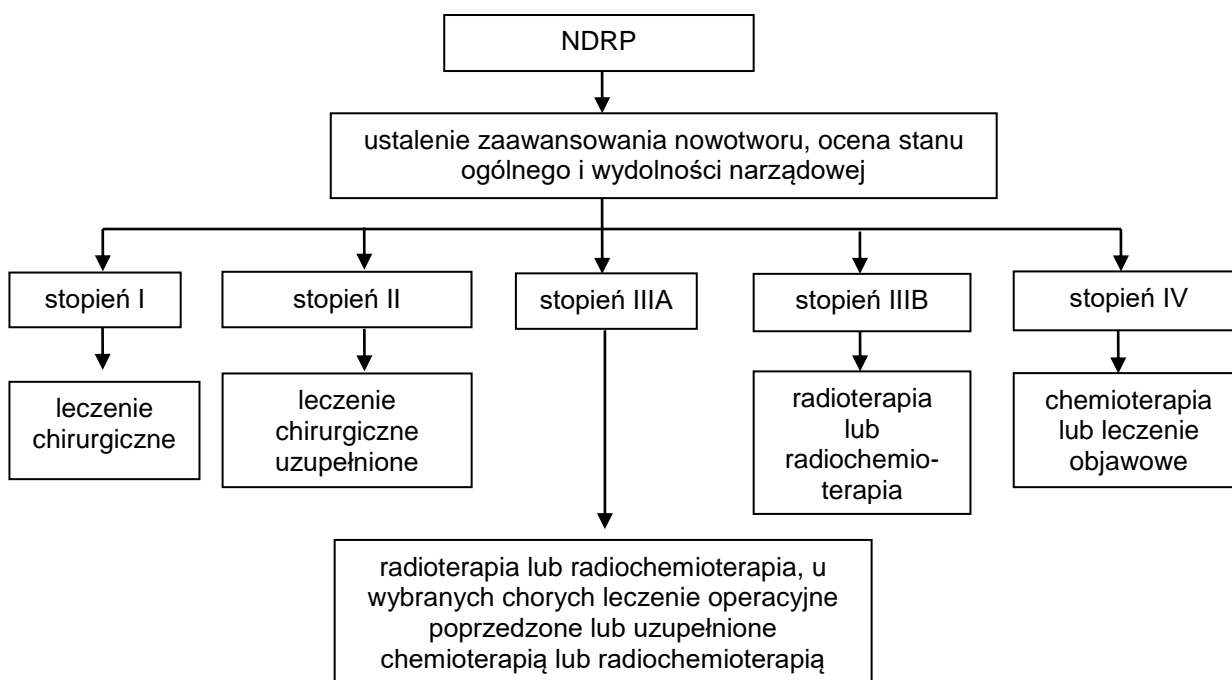 NDRP
ustalenie zaawansowania nowotworu, ocena stanu
ogólnego i wydolności narządowej
stopień I
stopień II
stopień IIIA
stopień IIIB
stopień IV
leczenie
chirurgiczne
leczenie
chirurgiczne
uzupełnione
radioterapia
lub
radiochemio-
terapia
chemioterapia
lub leczenie
objawowe
radioterapia lub radiochemioterapia, u
wybranych chorych leczenie operacyjne
poprzedzone lub uzupełnione
chemioterapią lub radiochemioterapią